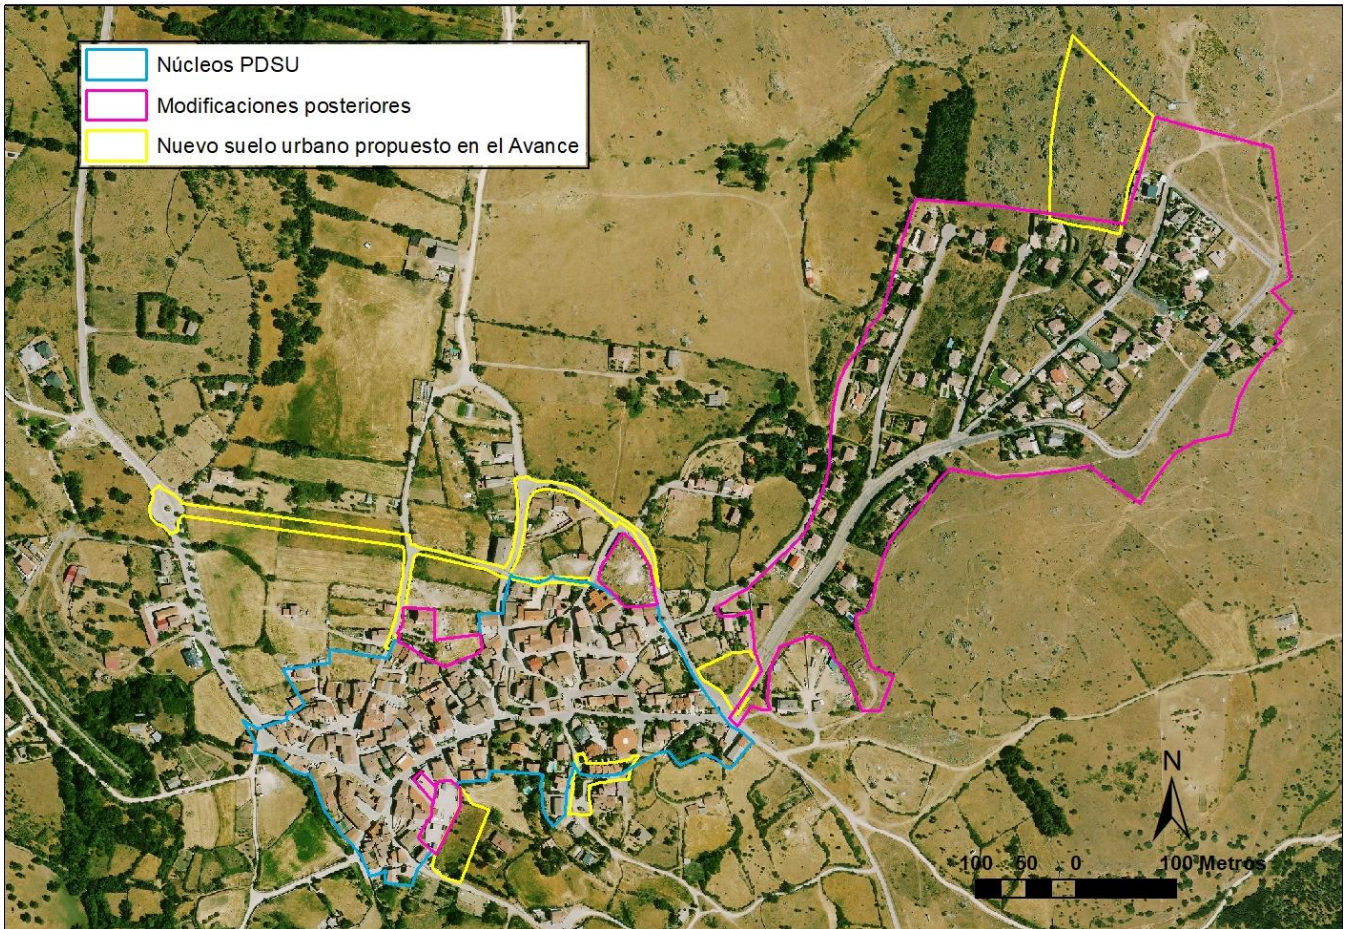 Núcleos PDSU
Modificaciones posteriores
Nuevo suelo urbano propuesto en el Avance
N
100 50 0 100 Metros